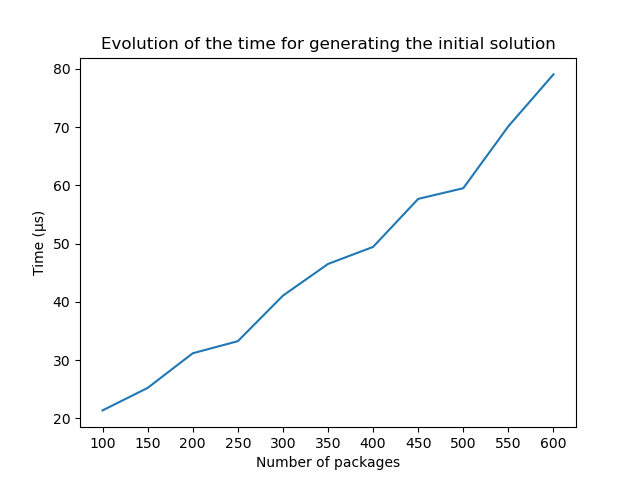 Evolution of the time for generating the initial solution
80
70
60
50
40
30
20
Time (µs)
100 150 200 250 300 350 400 450 500 550 600
Number of packages